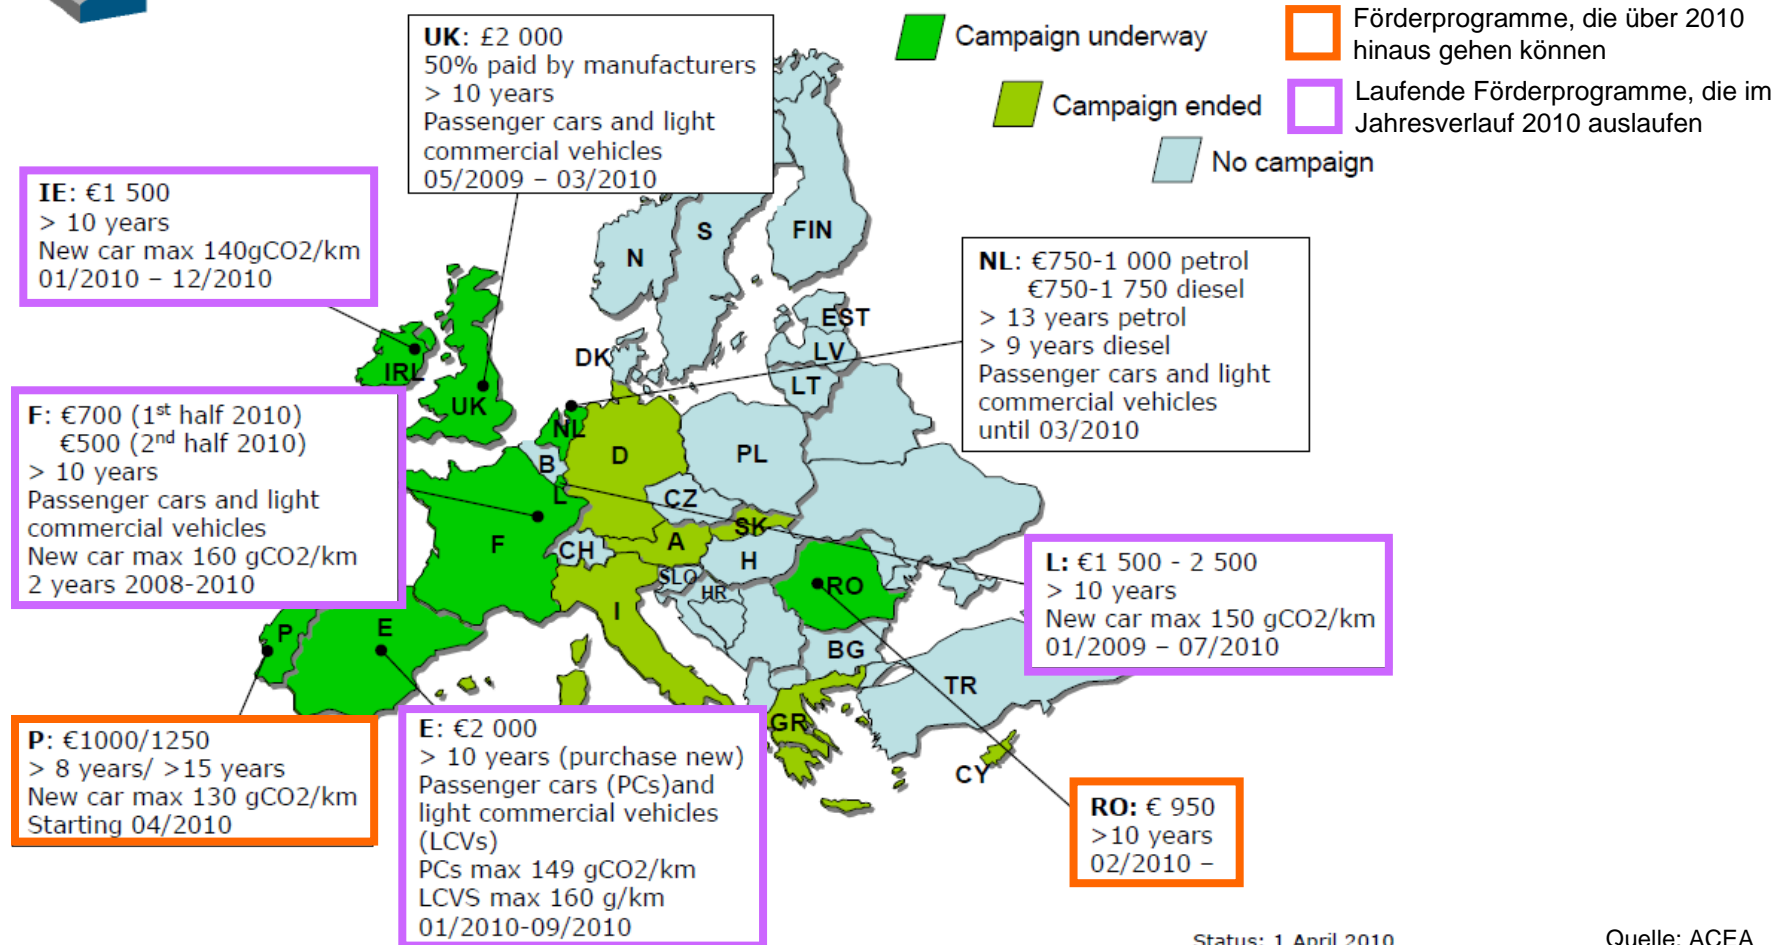 UK: £2 000
50% paid by manufacturers
> 10 years
Passenger cars and light
commercial vehicles
05/2009 – 03/2010
Campaign underway
Campaign ended
No campaign
Förderprogramme, die über 2010
hinaus gehen können
Laufende Förderprogramme, die im
Jahresverlauf 2010 auslaufen
IE: €1 500
> 10 years
New car max 140gCO2/km
01/2010 – 12/2010
NL: €750-1 000 petrol
€750-1 750 diesel
> 13 years petrol
> 9 years diesel
Passenger cars and light
commercial vehicles
until 03/2010
F: €700 (1st half 2010)
€500 (2nd half 2010)
> 10 years
Passenger cars and light
commercial vehicles
New car max 160 gCO2/km
2 years 2008-2010
N
S
FIN
EST
LV
LT
DK
IRL
UK
NL
B
D
PL
L
CZ
SK
F
CH
A
H
SLO
HR
RO
I
P
E
BG
TR
GR
CY
L: €1 500 - 2 500
> 10 years
New car max 150 gCO2/km
01/2009 – 07/2010
P: €1000/1250
> 8 years/ >15 years
New car max 130 gCO2/km
Starting 04/2010
E: €2 000
> 10 years (purchase new)
Passenger cars (PCs)and
light commercial vehicles
(LCVs)
PCs max 149 gCO2/km
LCVS max 160 g/km
01/2010-09/2010
RO: € 950
>10 years
02/2010 –
Status: 1 April 2010
Quelle: ACEA